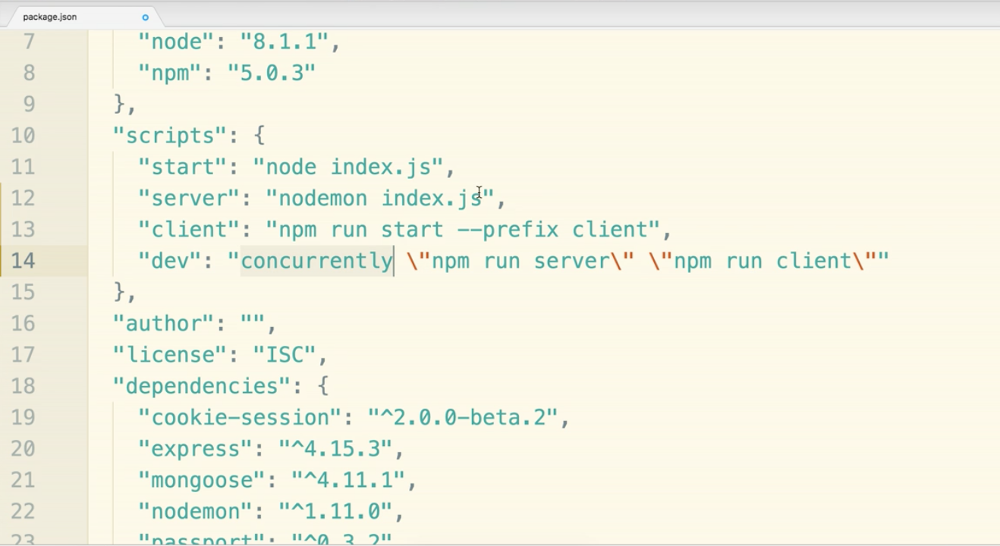 package.json
7 "node": "8.1.1",
8 "npm": "5.0.3"
9 },
10 "scripts": {
11 "start": "node index.js",
12 "server": "nodemon index.js",
13 "client": "npm run start --prefix client",
14 "dev": "concurrently \"npm run server\" \"npm run client\""
15 },
16 "author": "",
17 "license": "ISC",
18 "dependencies": {
19 "cookie-session": "^2.0.0-beta.2",
20 "express": "^4.15.3",
21 "mongoose": "^4.11.1",
22 "nodemon": "^1.11.0",
23 "passport": "^0.3.2"